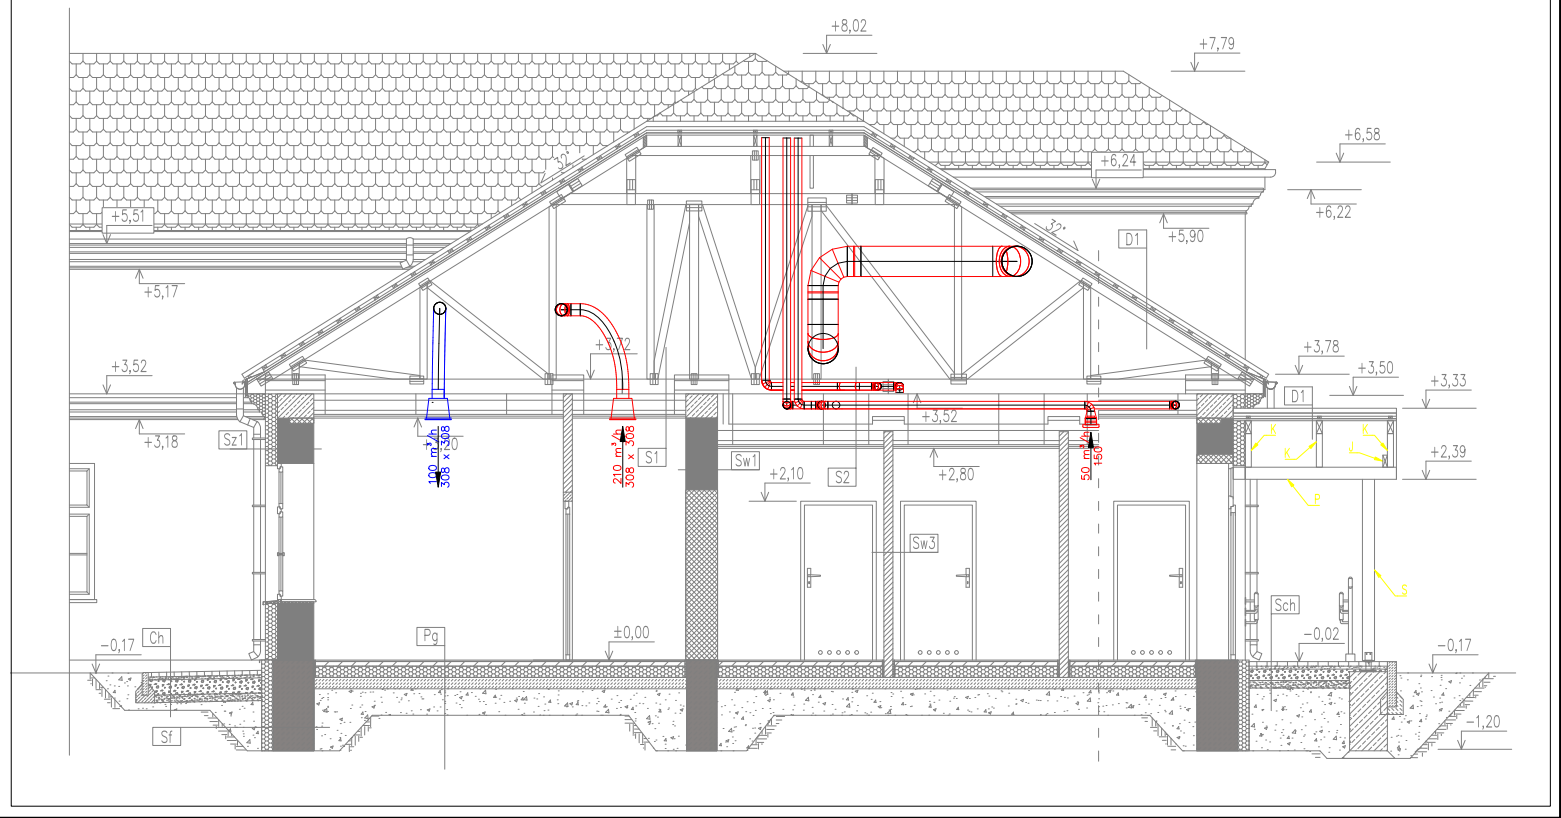 +8,02
+7,79
+6,58
32°
+6,24
+5,51
+6,22
32°
D1
+5,90
+5,17
+3,72
+3,78
+3,52
+3,50
D1
+3,33
+3,52
+3,18
Sz1
100 m³/h
308 x 308
210 m³/h
308 x 308
S1
Sw1
S2
+2,80
50 m³/h
150
K
K
K
J
+2,39
+2,10
P
Sw3
S
Sch
Ch
Pg
±0,00
-0,02
-0,17
-0,17
Sf
-1,20